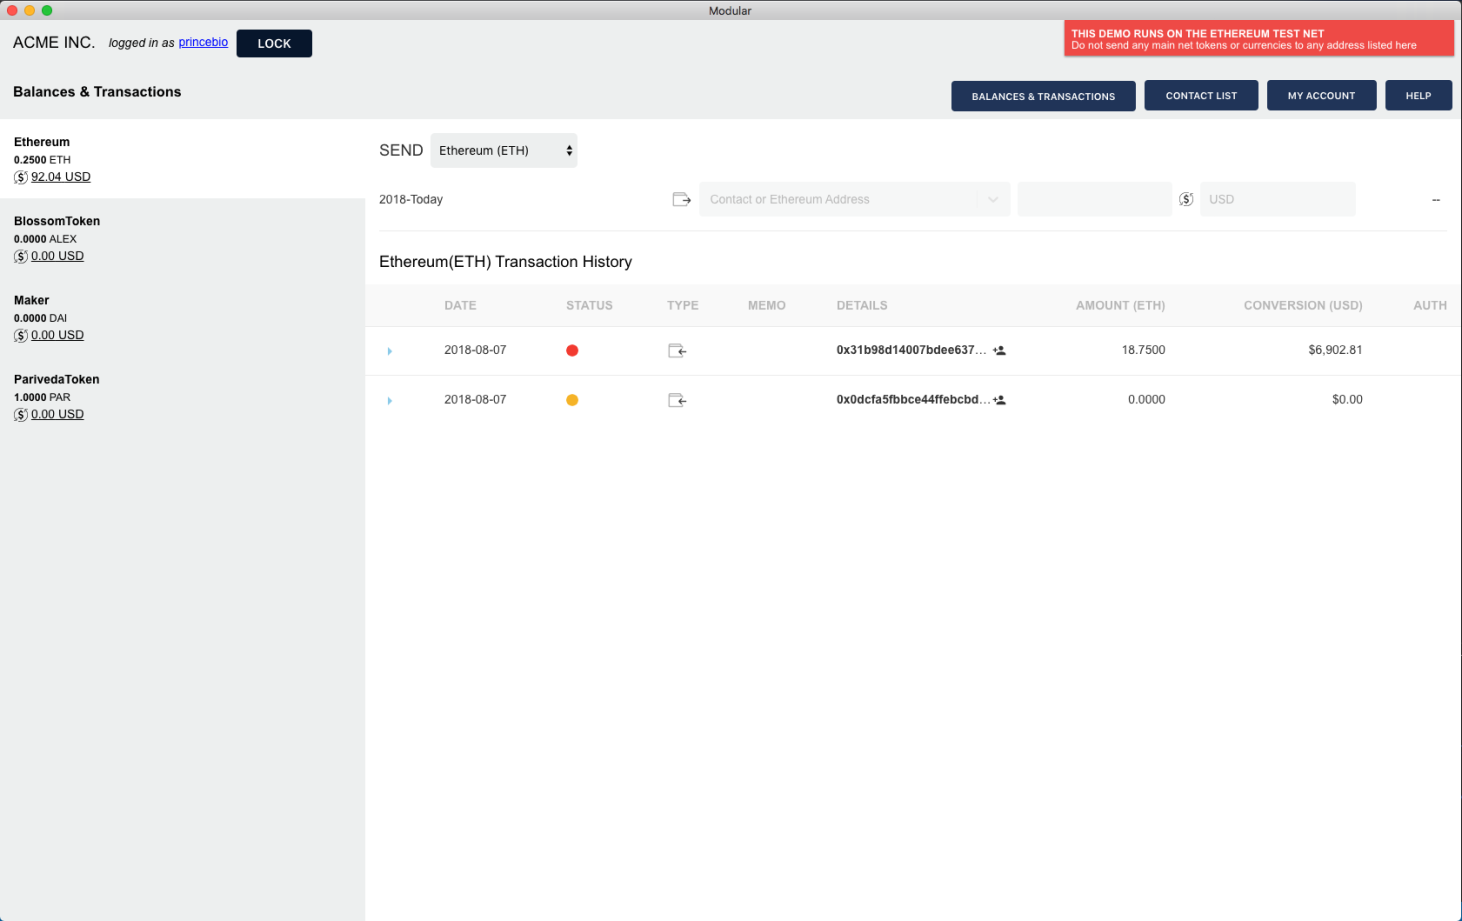 Modular
ACME INC. logged in as princebio LOCK
THIS DEMO RUNS ON THE ETHEREUM TEST NET
Do not send any main net tokens or currencies to any address listed here
Balances & Transactions
BALANCES & TRANSACTIONS CONTACT LIST MY ACCOUNT HELP
Ethereum
0.2500 ETH
92.04 USD
BlossomToken
0.0000 ALEX
0.00 USD
Maker
0.0000 DAI
0.00 USD
ParivedaToken
1.0000 PAR
0.00 USD
SEND Ethereum (ETH)
2018-Today Contact or Ethereum Address USD --
Ethereum(ETH) Transaction History
DATE STATUS TYPE MEMO DETAILS AMOUNT (ETH) CONVERSION (USD) AUTH
2018-08-07 0x31b98d14007bdee637... 18.7500 $6,902.81
2018-08-07 0x0dcfa5fbbce44ffebcbd... 0.0000 $0.00